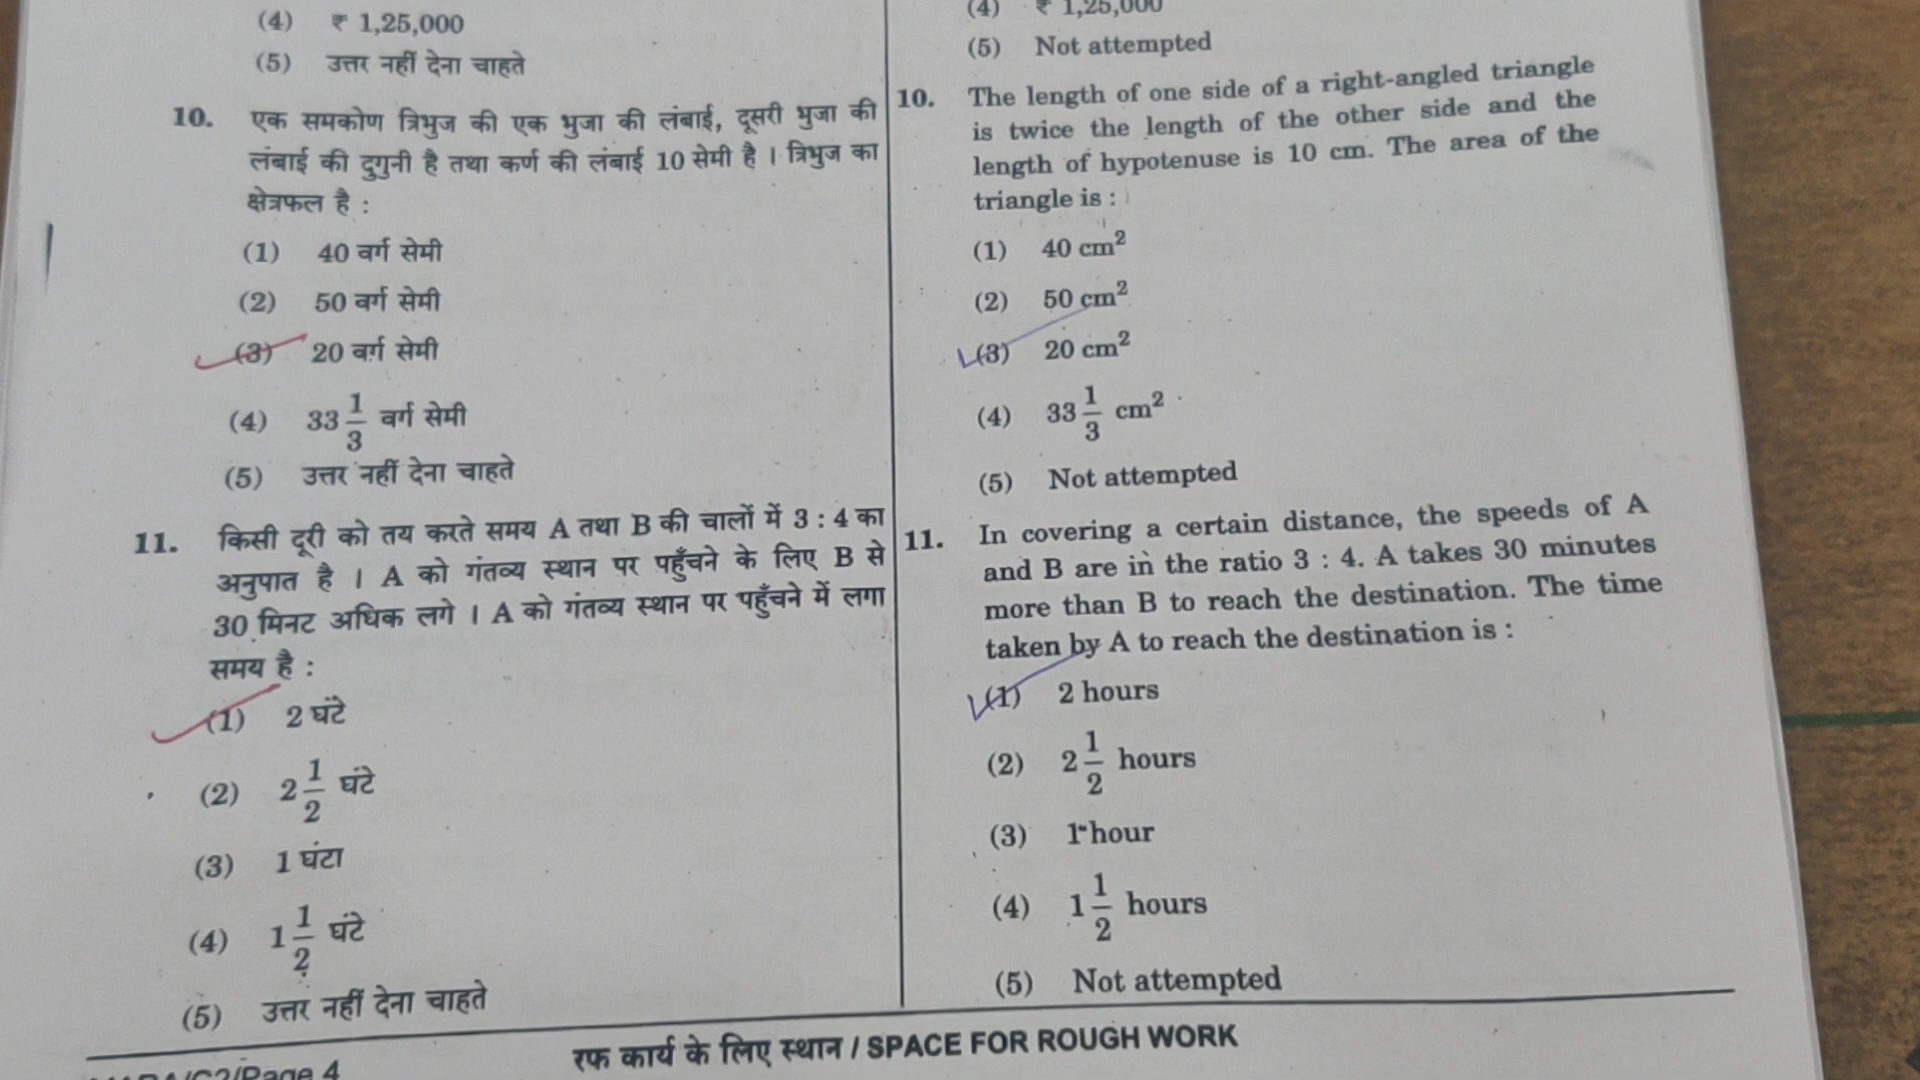 (4) ₹ 1,25,000
(5) उत्तर नहीं देना चाहते
10. एक समकोण त्रिभुज की एक भुजा की लंबाई, दूसरी भुजा की
लंबाई की दुगुनी है तथा कर्ण की लंबाई 10 सेमी है । त्रिभुज का
क्षेत्रफल है :
(1) 40 वर्ग सेमी
(2) 50 वर्ग सेमी
(3) 20 वर्ग सेमी
(4) 33 1/3 वर्ग सेमी
(5) उत्तर नहीं देना चाहते
11. किसी दूरी को तय करते समय A तथा B की चालों में 3 : 4 का
अनुपात है । A को गंतव्य स्थान पर पहुँचने के लिए B से
30 मिनट अधिक लगे । A को गंतव्य स्थान पर पहुँचने में लगा
समय है :
(1) 2 घंटे
(2) 2 1/2 घंटे
(3) 1 घंटा
(4) 1 1/2 घंटे
(5) उत्तर नहीं देना चाहते
(4) ₹ 1,25,000
(5) Not attempted
10. The length of one side of a right-angled triangle
is twice the length of the other side and the
length of hypotenuse is 10 cm. The area of the
triangle is :
(1) 40 cm²
(2) 50 cm²
(3) 20 cm²
(4) 33 1/3 cm²
(5) Not attempted
11. In covering a certain distance, the speeds of A
and B are in the ratio 3 : 4. A takes 30 minutes
more than B to reach the destination. The time
taken by A to reach the destination is :
(1) 2 hours
(2) 2 1/2 hours
(3) 1 hour
(4) 1 1/2 hours
(5) Not attempted
रफ कार्य के लिए स्थान / SPACE FOR ROUGH WORK
Page 4